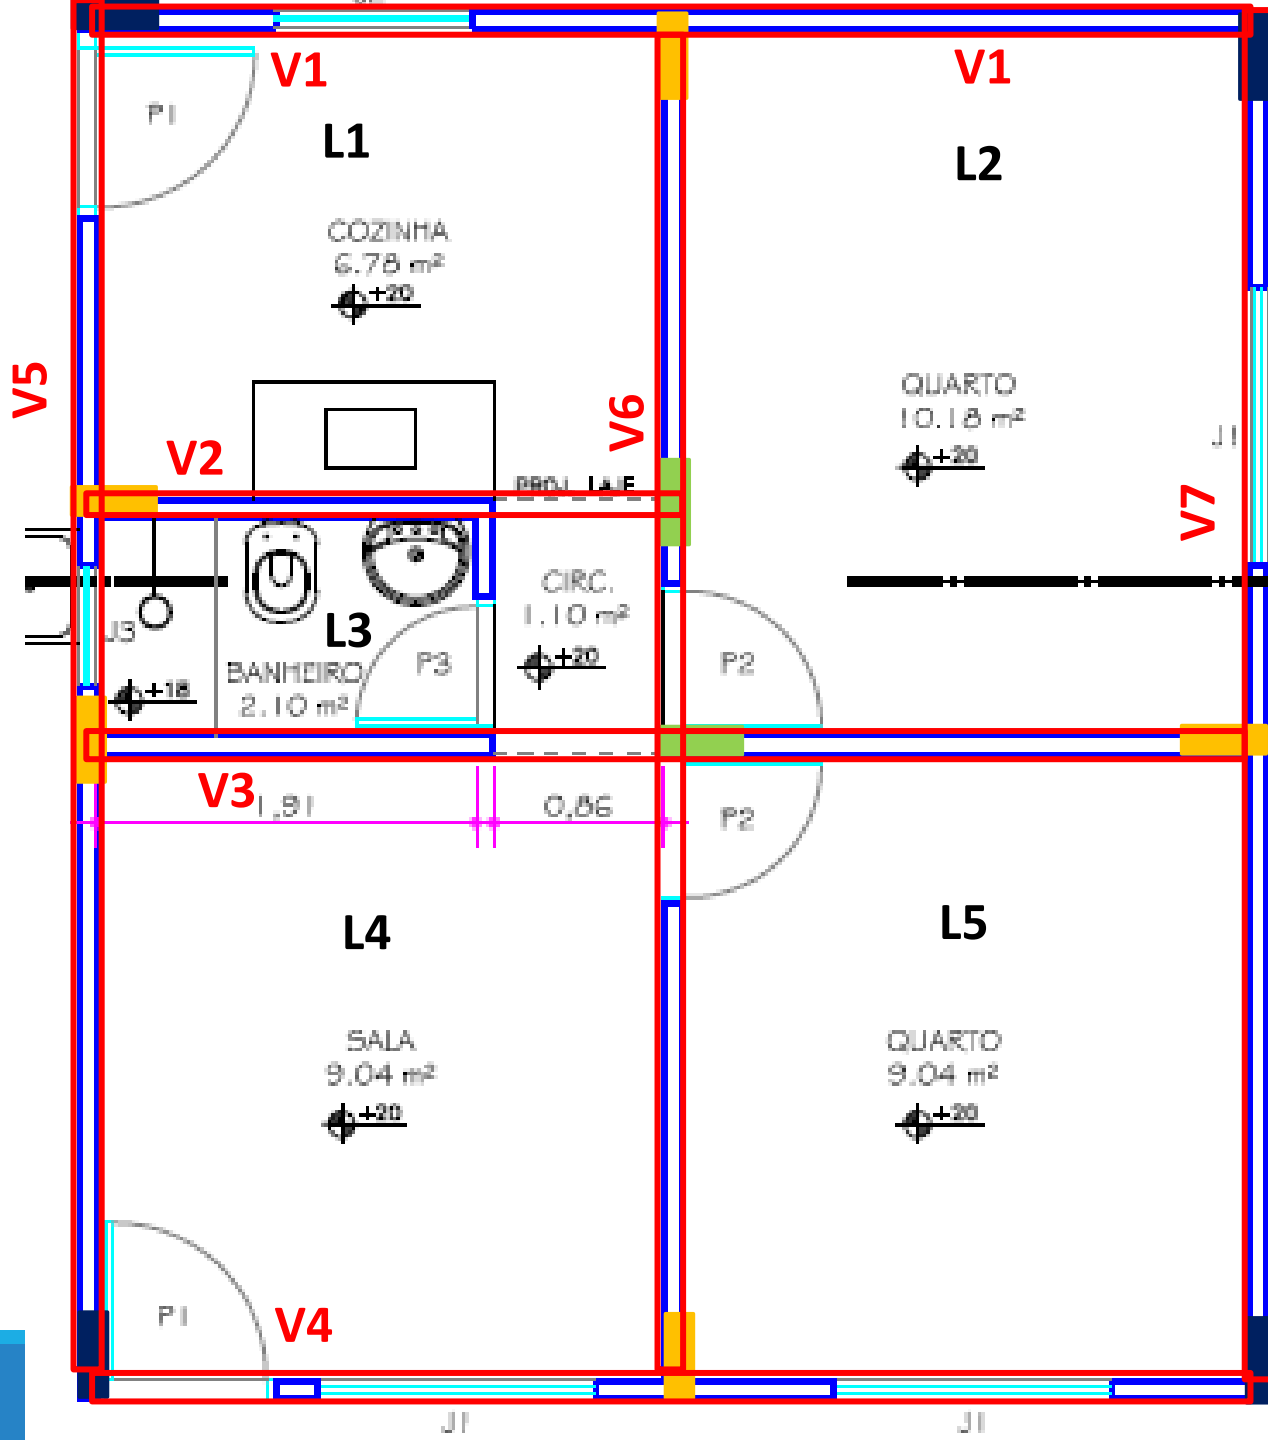 V1
V1
P1
L1
L2
COZINHA
6.78 m²
+20
V5
QUARTO
10.18 m²
+20
J1
V6
V2
PROJ. LAJE
V7
CIRC.
1.10 m²
+20
J3
L3
BANHEIRO
2.10 m²
P3
P2
+18
V3
1,91
0,86
P2
L4
L5
SALA
9.04 m²
+20
QUARTO
9.04 m²
+20
P1
V4
J1
J1